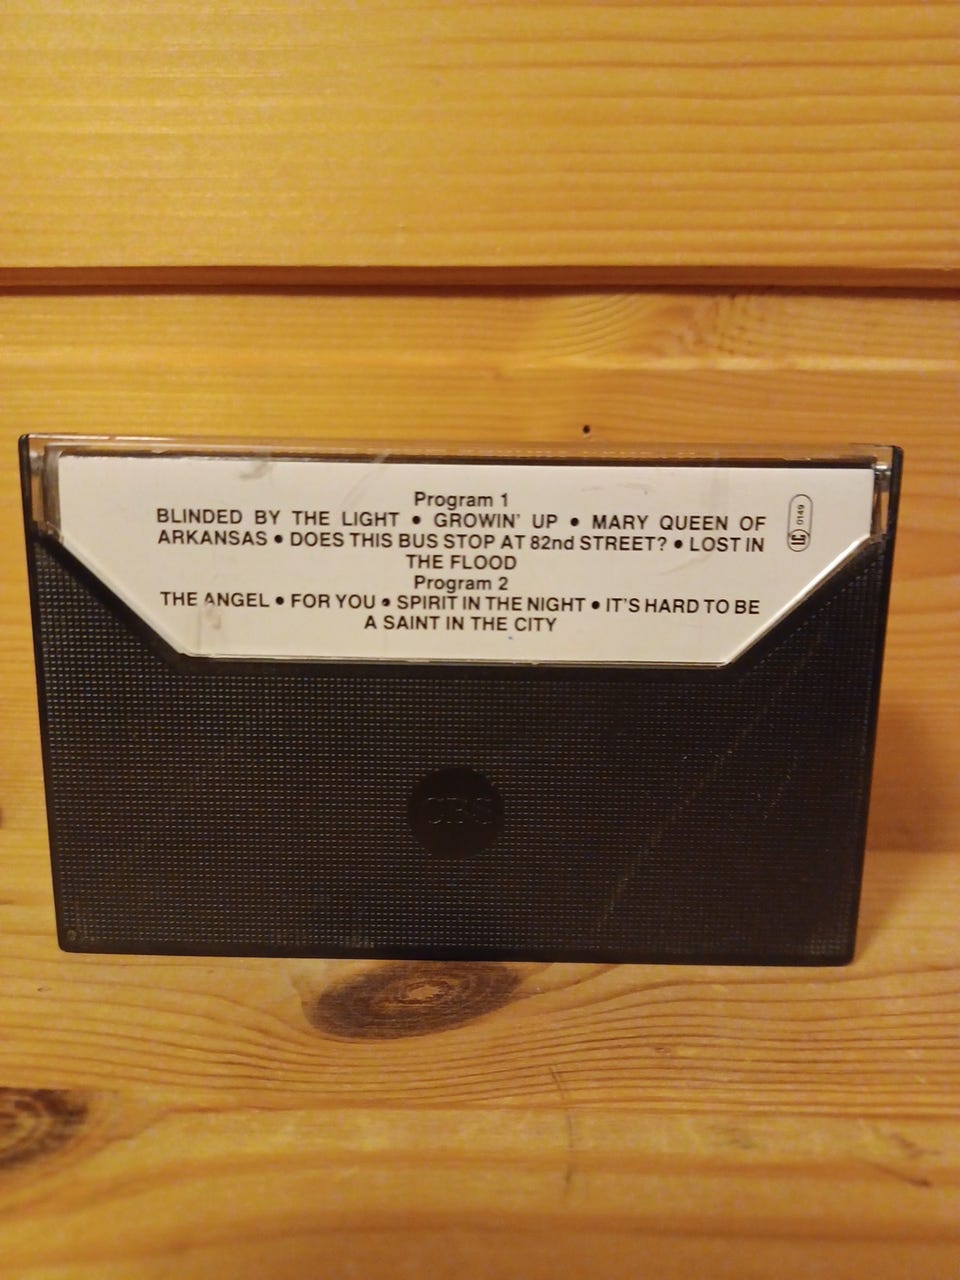 Program 1
BLINDED BY THE LIGHT • GROWIN' UP • MARY QUEEN OF
ARKANSAS • DOES THIS BUS STOP AT 82nd STREET? • LOST IN
THE FLOOD
Program 2
THE ANGEL • FOR YOU • SPIRIT IN THE NIGHT • IT'S HARD TO BE
A SAINT IN THE CITY
LC 0149
CBS